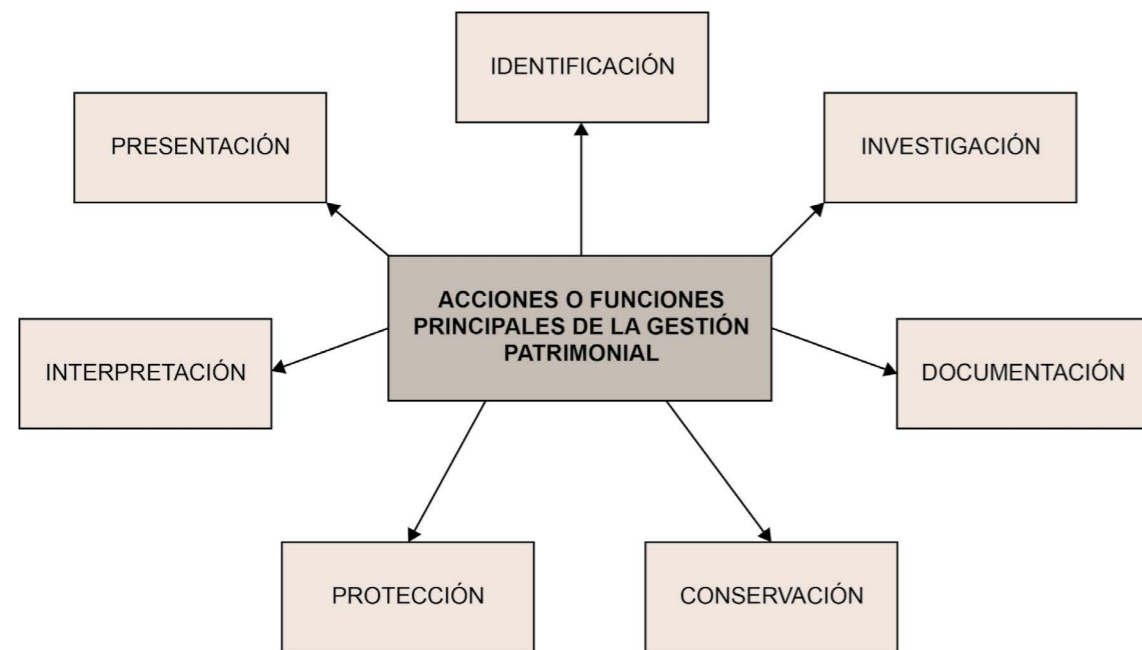 IDENTIFICACIÓN
PRESENTACIÓN
INVESTIGACIÓN
ACCIONES O FUNCIONES
PRINCIPALES DE LA GESTIÓN
PATRIMONIAL
INTERPRETACIÓN
DOCUMENTACIÓN
PROTECCIÓN
CONSERVACIÓN